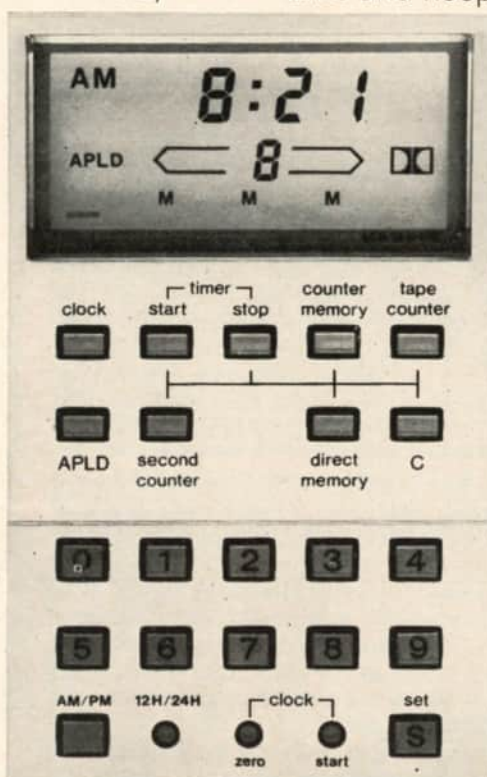 AM 8:21
APLD 8
M M M
timer counter tape
clock start stop memory counter
APLD second direct C
counter memory
0 1 2 3 4
5 6 7 8 9
AM/PM 12H/24H clock set
zero start S